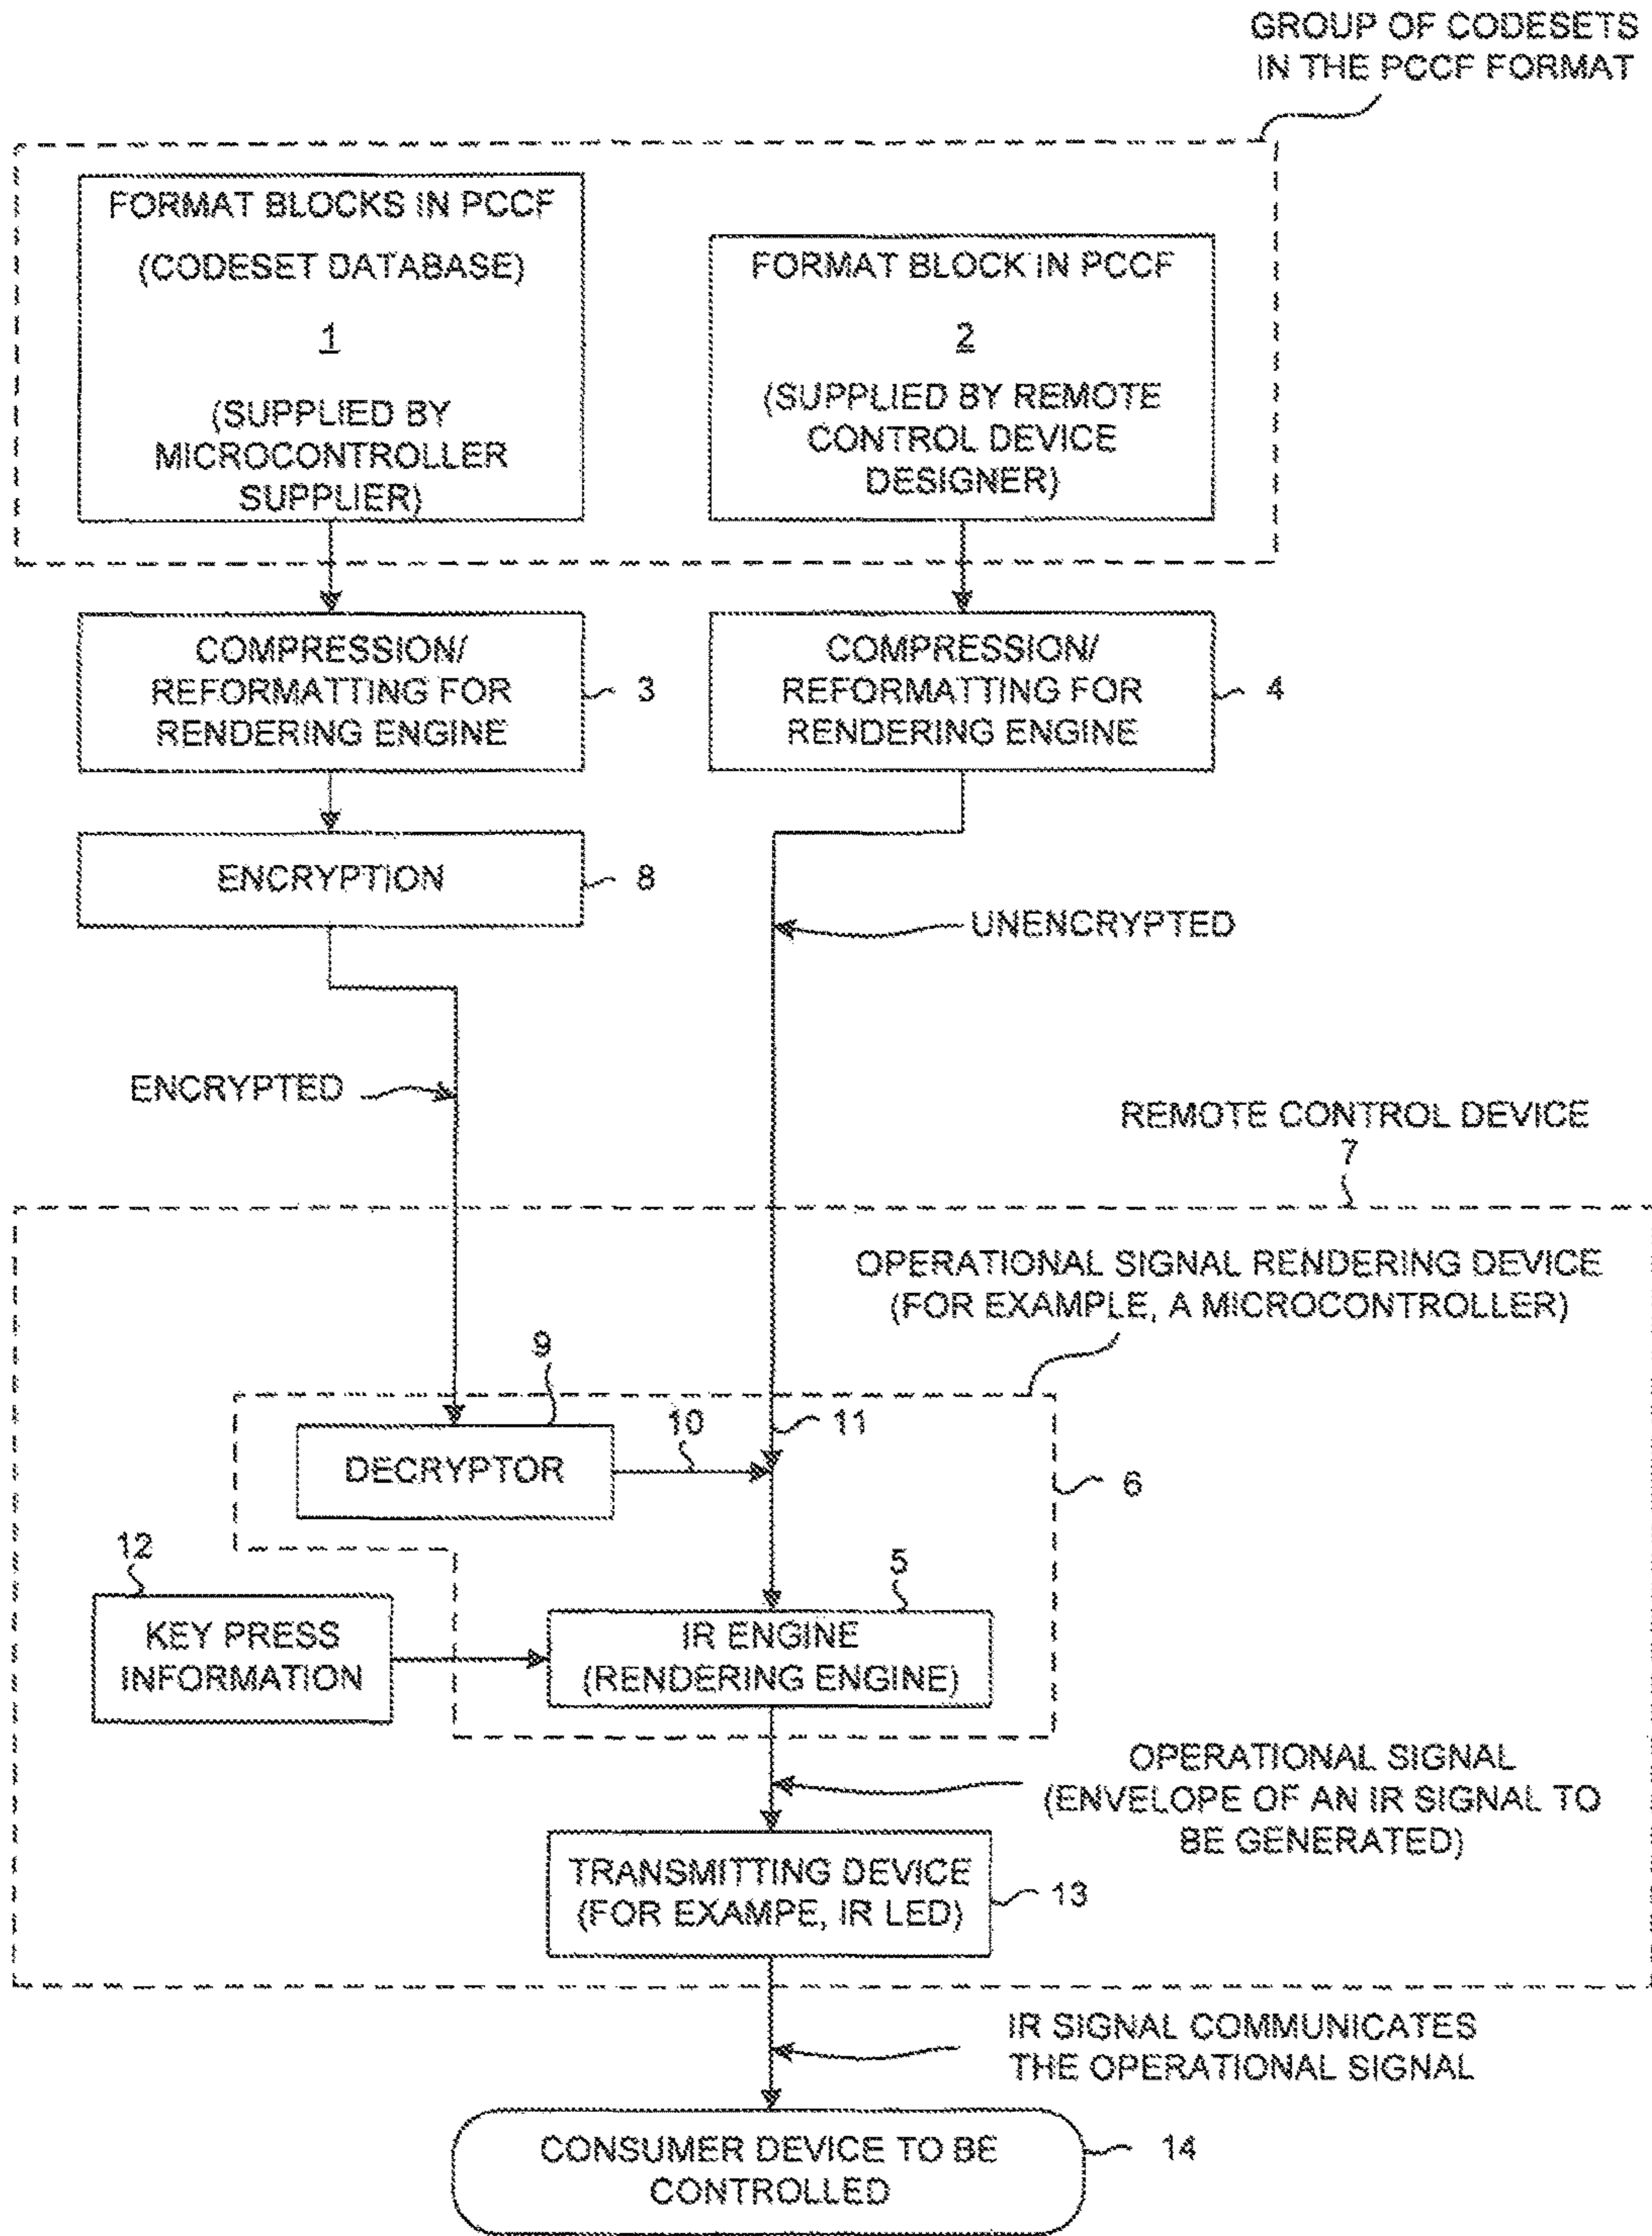 GROUP OF CODESETS
IN THE PCCF FORMAT
FORMAT BLOCKS IN PCCF
(CODESET DATABASE)
1
(SUPPLIED BY
MICROCONTROLLER
SUPPLIER)
FORMAT BLOCK IN PCCF
2
(SUPPLIED BY REMOTE
CONTROL DEVICE
DESIGNER)
COMPRESSION/
REFORMATTING FOR
RENDERING ENGINE
3
COMPRESSION/
REFORMATTING FOR
RENDERING ENGINE
4
ENCRYPTION
8
UNENCRYPTED
ENCRYPTED
REMOTE CONTROL DEVICE
7
OPERATIONAL SIGNAL RENDERING DEVICE
(FOR EXAMPLE, A MICROCONTROLLER)
9
10
11
DECRYPTOR
6
12
5
KEY PRESS
INFORMATION
IR ENGINE
(RENDERING ENGINE)
OPERATIONAL SIGNAL
(ENVELOPE OF AN IR SIGNAL TO
BE GENERATED)
TRANSMITTING DEVICE
(FOR EXAMPE, IR LED)
13
IR SIGNAL COMMUNICATES
THE OPERATIONAL SIGNAL
CONSUMER DEVICE TO BE
CONTROLLED
14